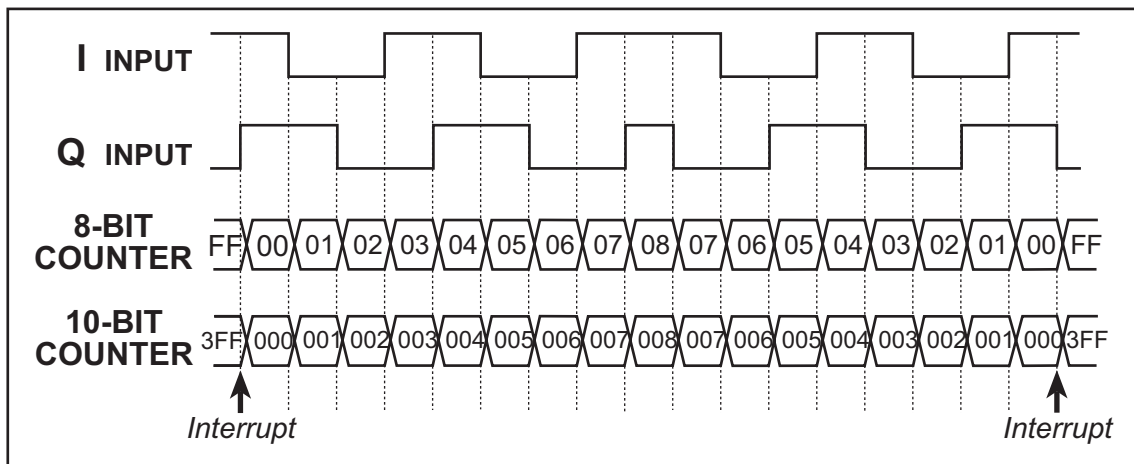 I INPUT
Q INPUT
8-BIT
COUNTER
FF 00 01 02 03 04 05 06 07 08 07 06 05 04 03 02 01 00 FF
10-BIT
COUNTER
3FF 000 001 002 003 004 005 006 007 008 007 006 005 004 003 002 001 000 3FF
Interrupt Interrupt